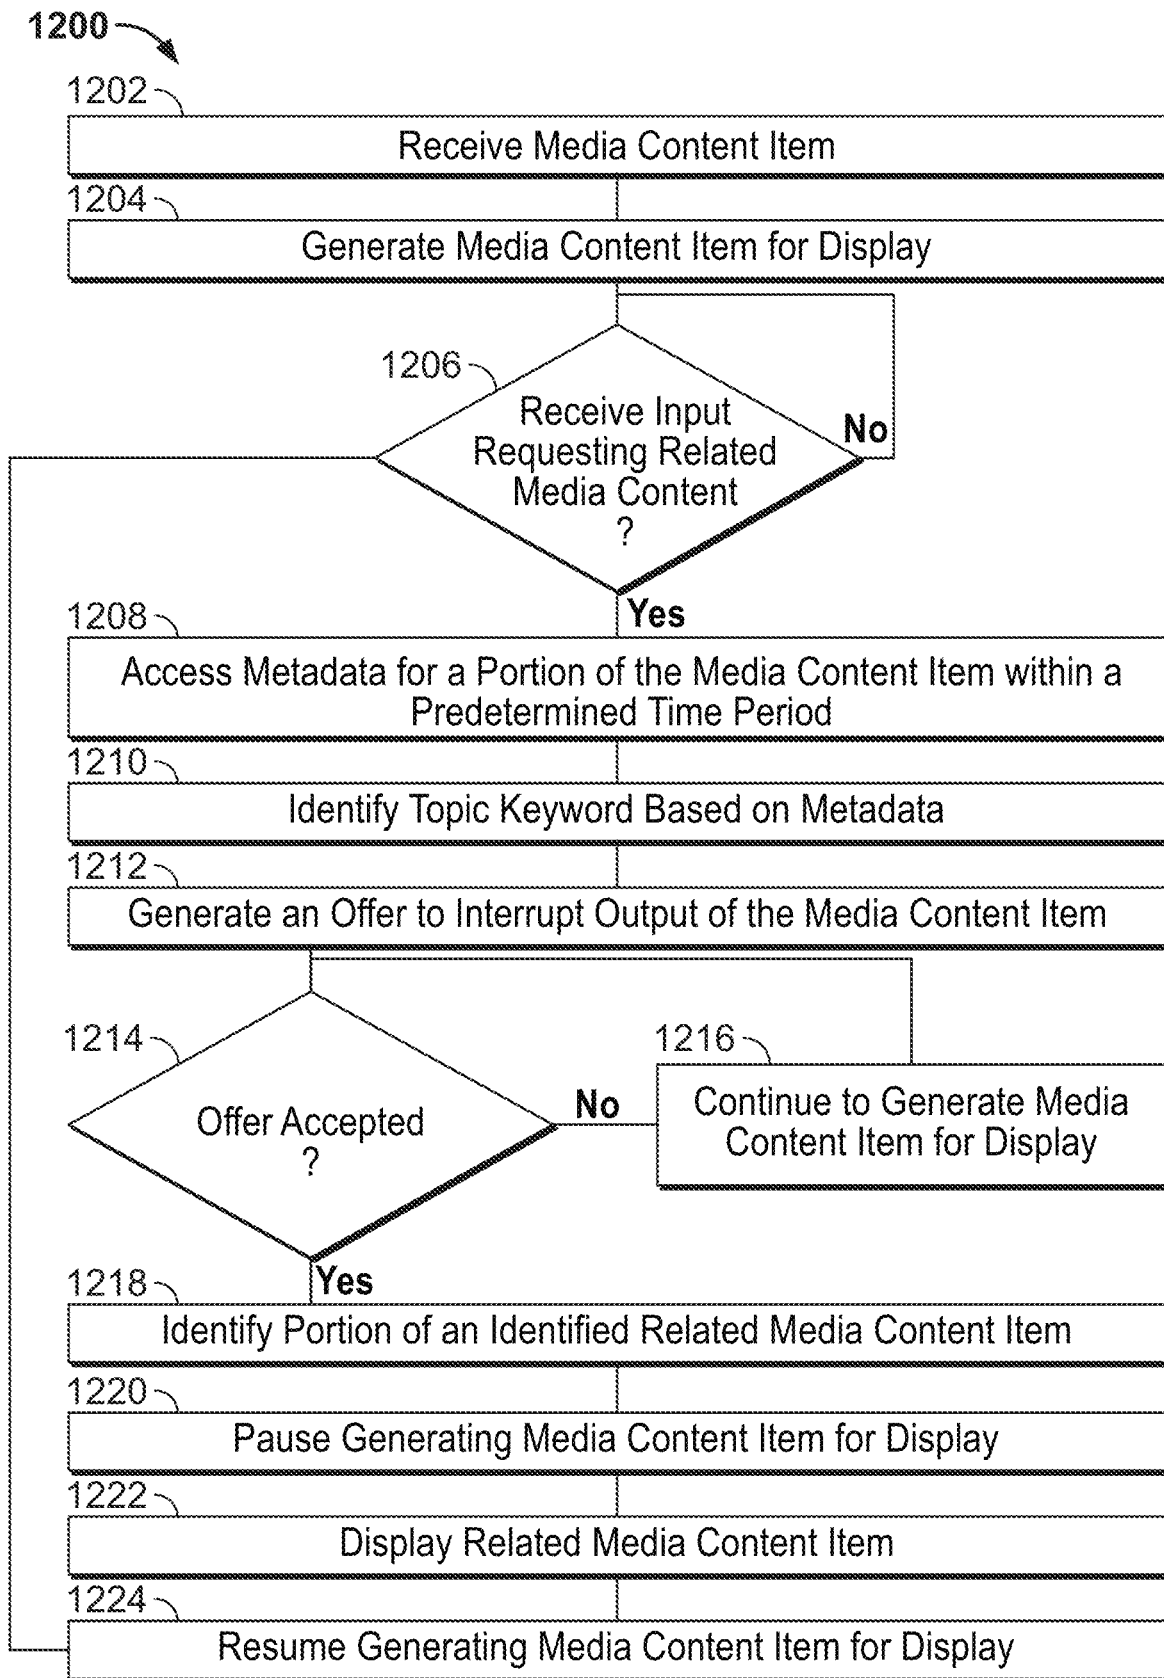 1200
1202
Receive Media Content Item
1204
Generate Media Content Item for Display
1206
Receive Input
Requesting Related
Media Content
?
No
Yes
1208
Access Metadata for a Portion of the Media Content Item within a
Predetermined Time Period
1210
Identify Topic Keyword Based on Metadata
1212
Generate an Offer to Interrupt Output of the Media Content Item
1214
Offer Accepted
?
No
1216
Continue to Generate Media
Content Item for Display
Yes
1218
Identify Portion of an Identified Related Media Content Item
1220
Pause Generating Media Content Item for Display
1222
Display Related Media Content Item
1224
Resume Generating Media Content Item for Display